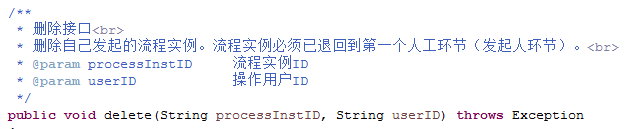 /**
* 删除接口<br>
* 删除自己发起的流程实例。流程实例必须已退回到第一个人工环节（发起人环节）。<br>
* @param processInstID 流程实例ID
* @param userID 操作用户ID
*/
public void delete(String processInstID, String userID) throws Exception